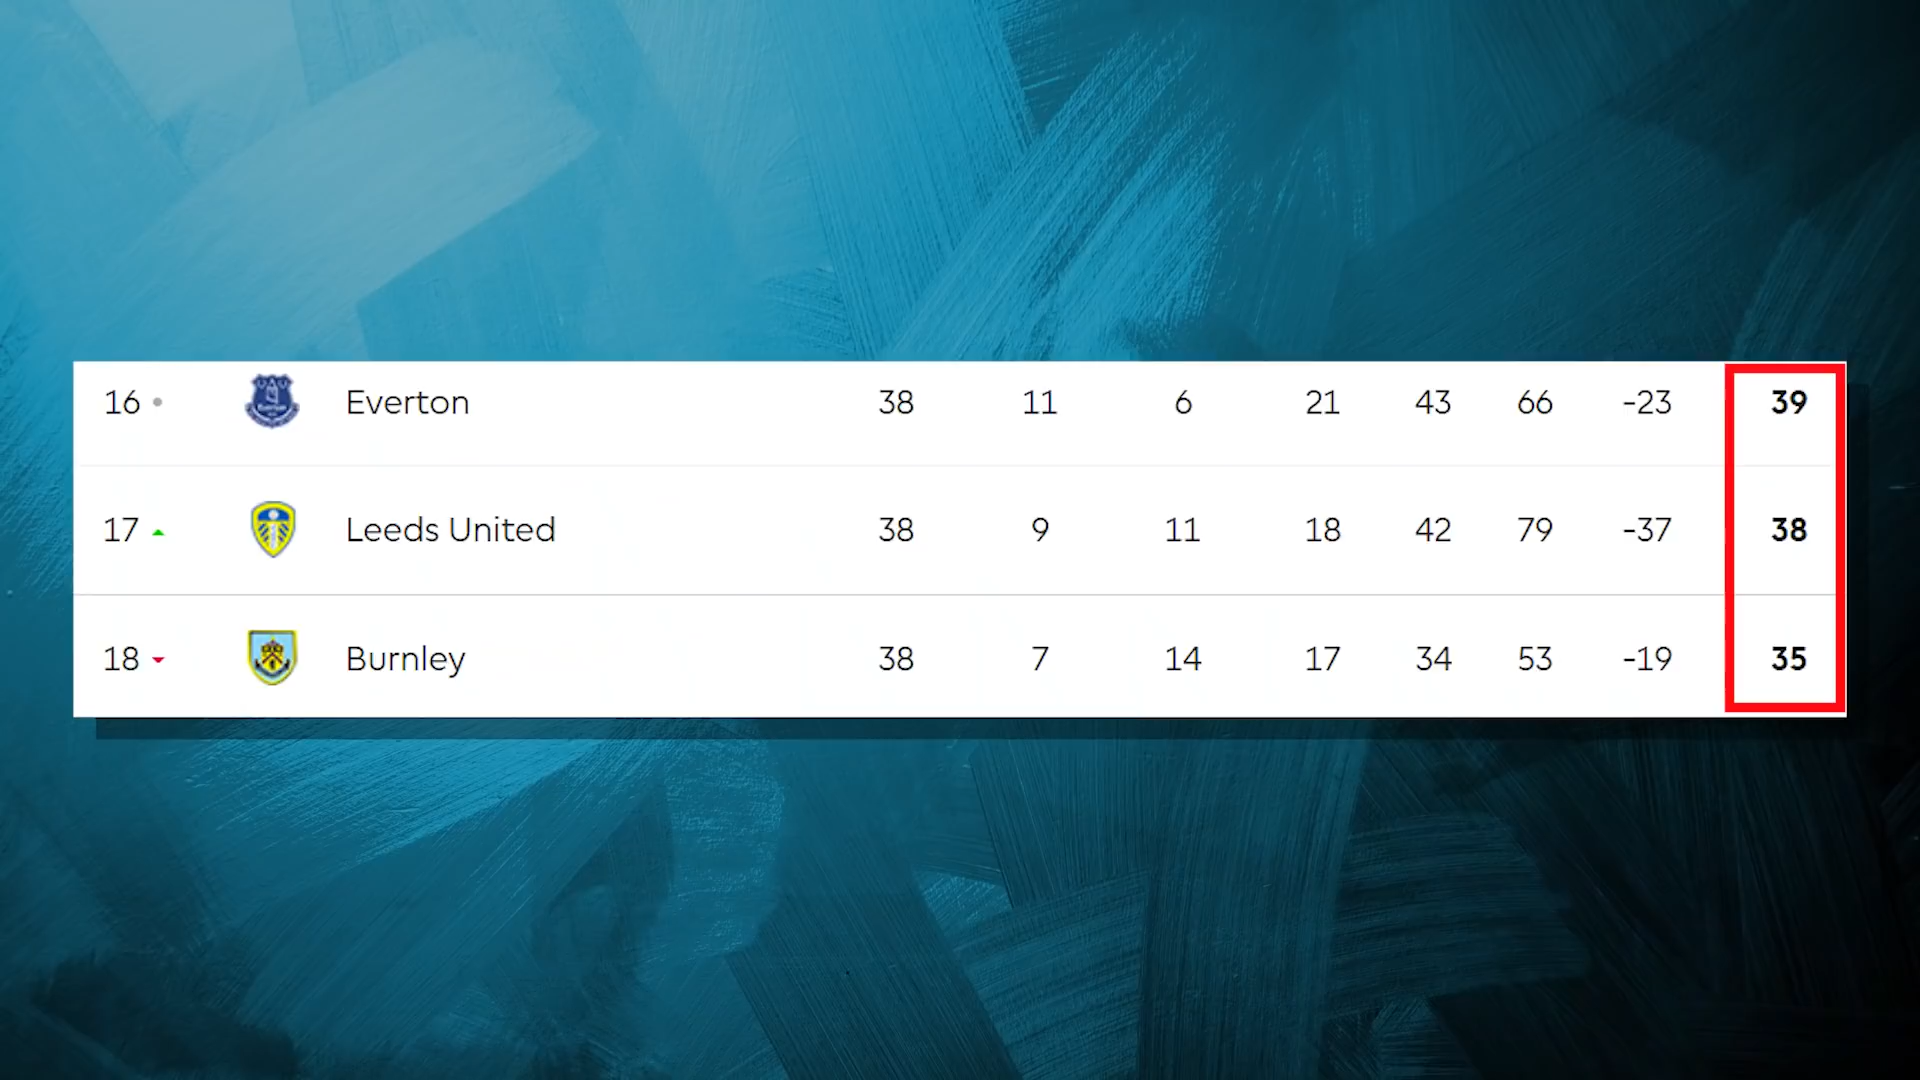 16 Everton 38 11 6 21 43 66 -23 39
17 Leeds United 38 9 11 18 42 79 -37 38
18 Burnley 38 7 14 17 34 53 -19 35